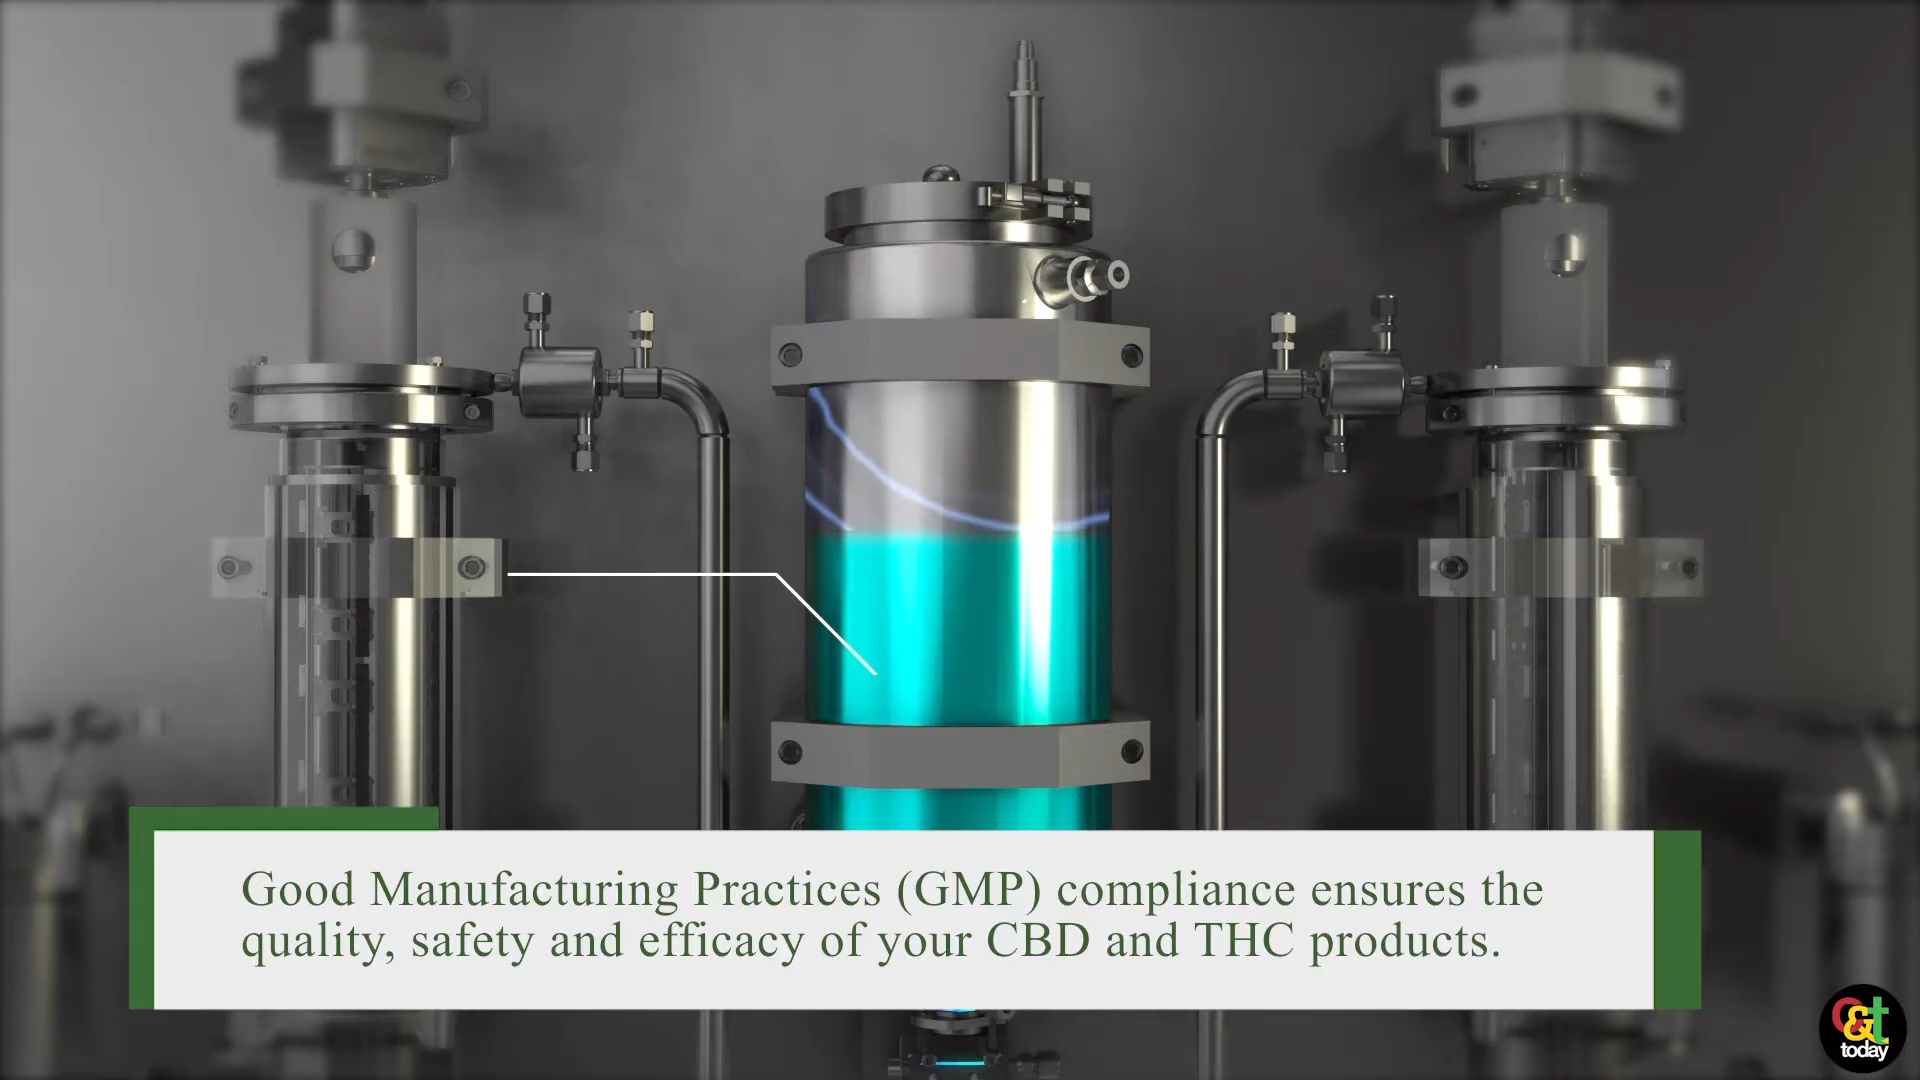 Good Manufacturing Practices (GMP) compliance ensures the
quality, safety and efficacy of your CBD and THC products.
c&t
today